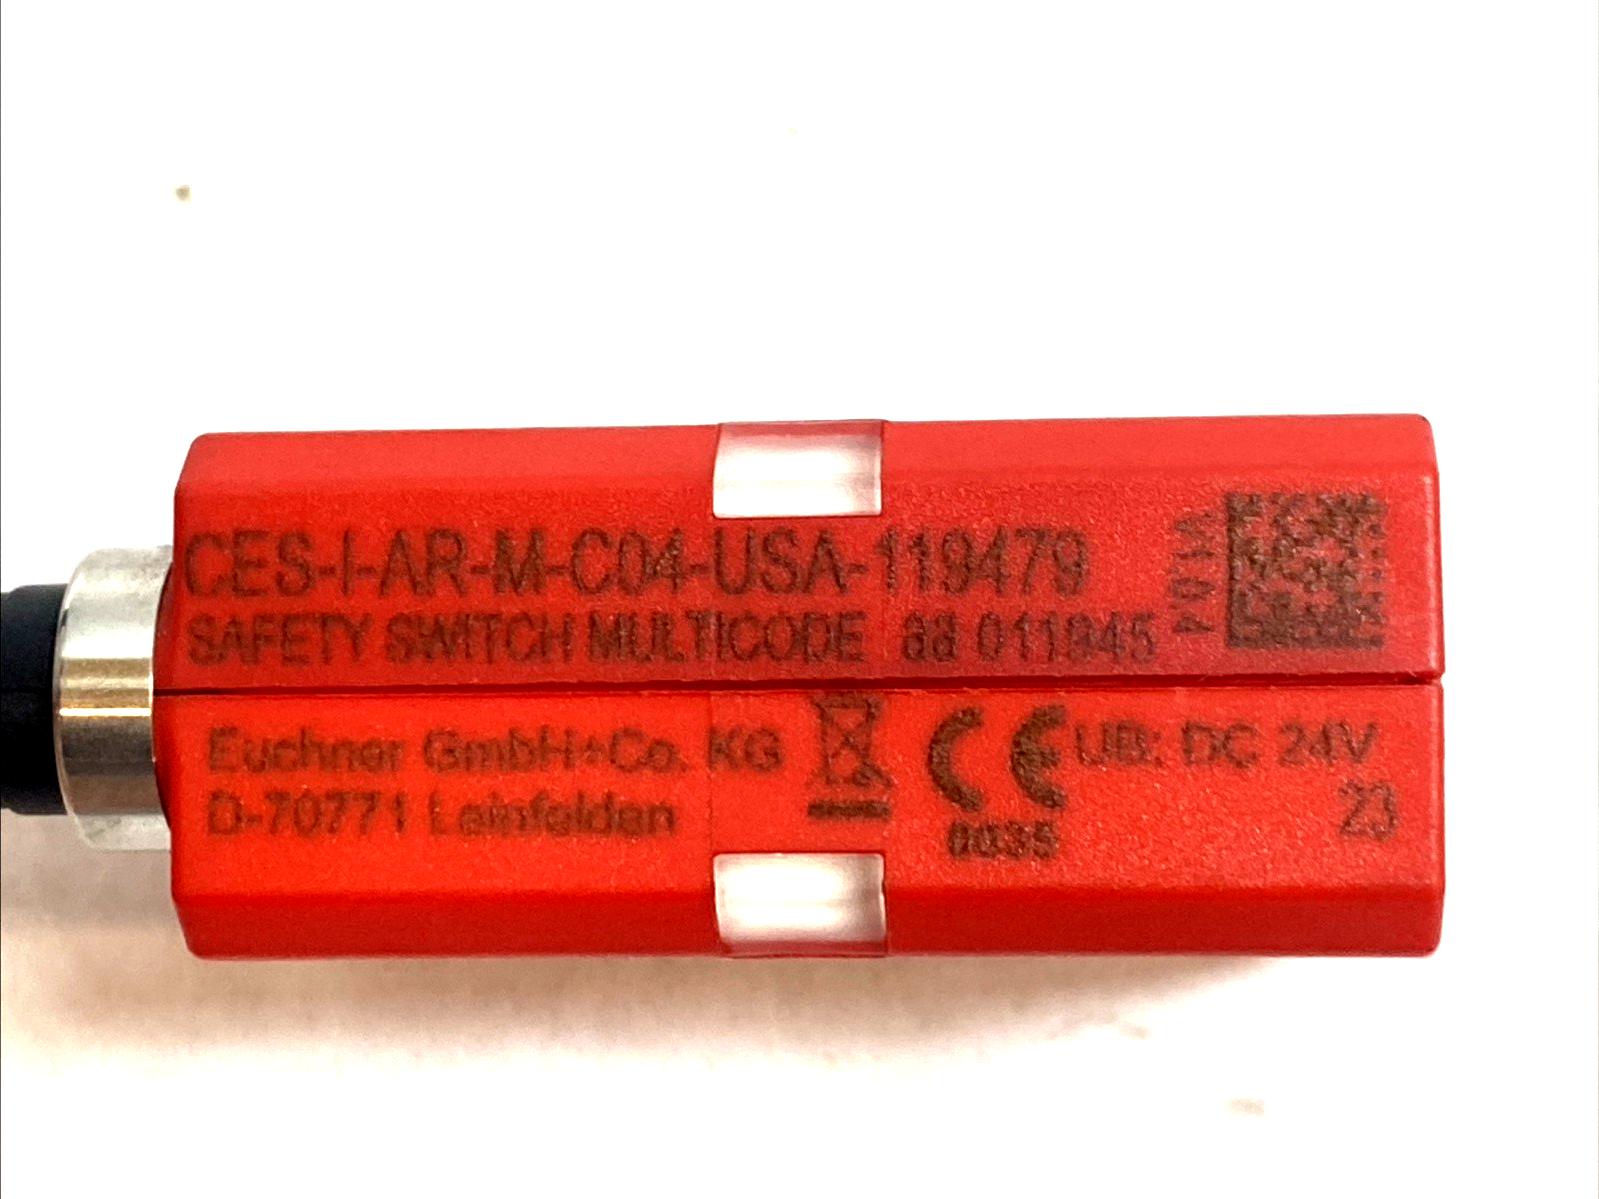 CES-I-AR-M-C04-USA-119479
SAFETY SWITCH MULTICODE
Euchner GmbH+Co. KG
D-70771 Leinfelden
CE
0035
UB: DC 24V
23